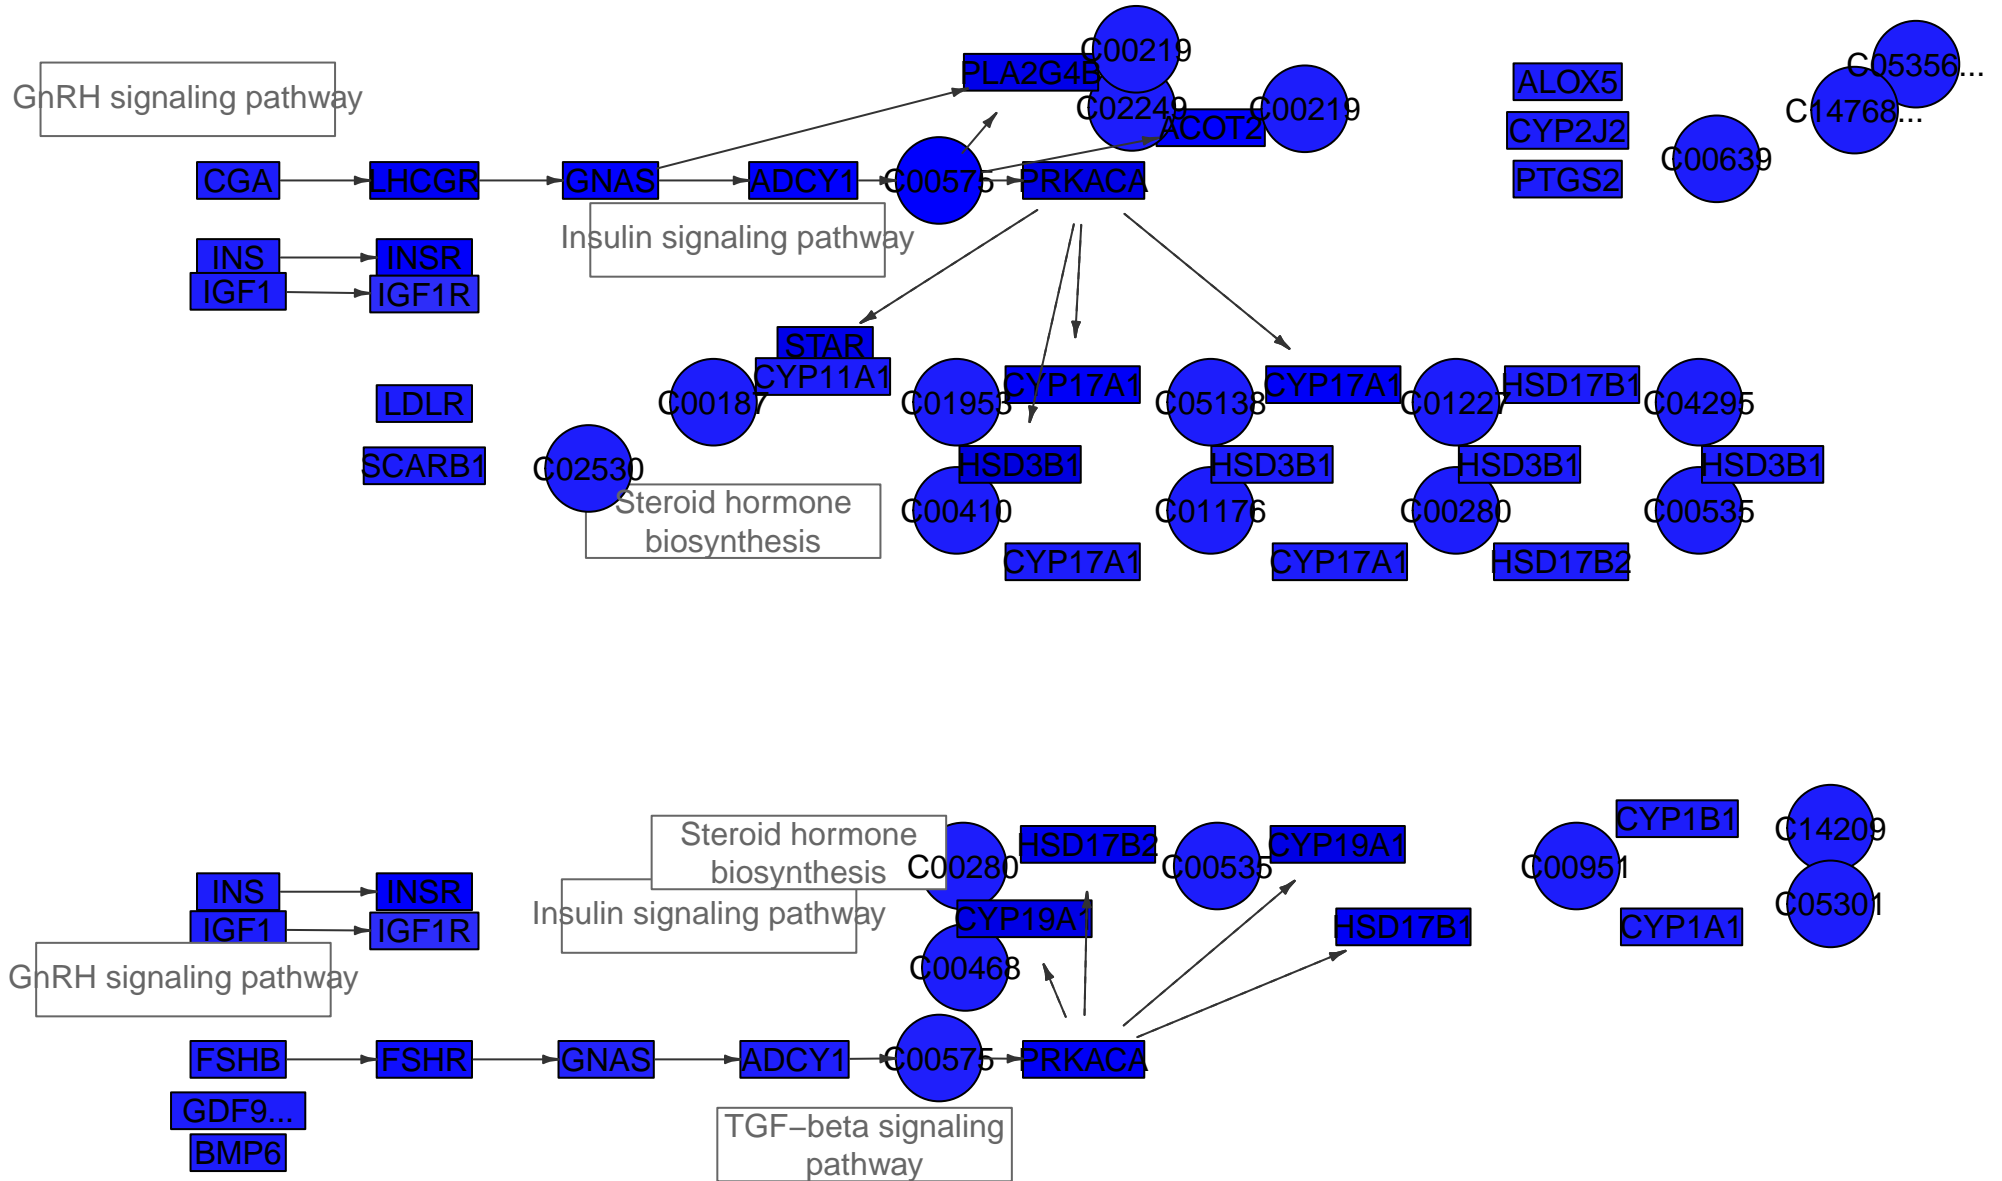 C00219
C05356...
PLA2G4B
ALOX5
GnRH signaling pathway
C02249
C00219
C14768...
ACOT2
CYP2J2
C00639
CGA
LHCGR
GNAS
ADCY1
C00575
PRKACA
PTGS2
Insulin signaling pathway
INS
INSR
IGF1
IGF1R
STAR
CYP11A1
CYP17A1
CYP17A1
HSD17B1
LDLR
C00187
C01953
C05138
C01227
C04295
SCARB1
C02530
HSD3B1
HSD3B1
HSD3B1
HSD3B1
Steroid hormone
biosynthesis
C00410
C01176
C00280
C00535
CYP17A1
CYP17A1
HSD17B2
Steroid hormone
biosynthesis
HSD17B2
CYP19A1
CYP1B1
C14209
C00280
C00535
C00951
INS
INSR
Insulin signaling pathway
CYP19A1
HSD17B1
CYP1A1
C05301
IGF1
IGF1R
GnRH signaling pathway
C00468
FSHB
FSHR
GNAS
ADCY1
C00575
PRKACA
GDF9...
BMP6
TGF−beta signaling
pathway